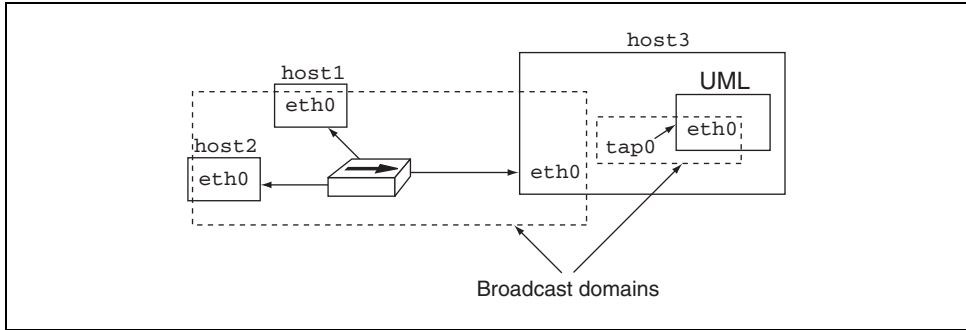 host3
host1
UML
eth0
eth0
tap0
host2
eth0
eth0
Broadcast domains